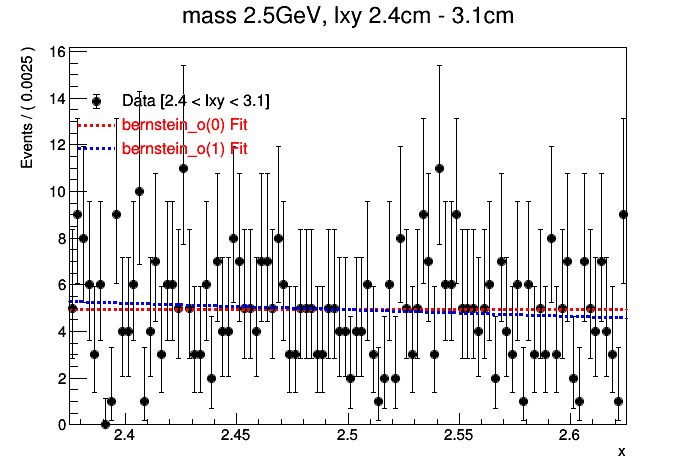 mass 2.5GeV, lxy 2.4cm - 3.1cm
Events / ( 0.0025 )
16
14
12
10
8
6
4
2
0
Data [2.4 < lxy < 3.1]
bernstein_o(0) Fit
bernstein_o(1) Fit
2.4
2.45
2.5
2.55
2.6
x